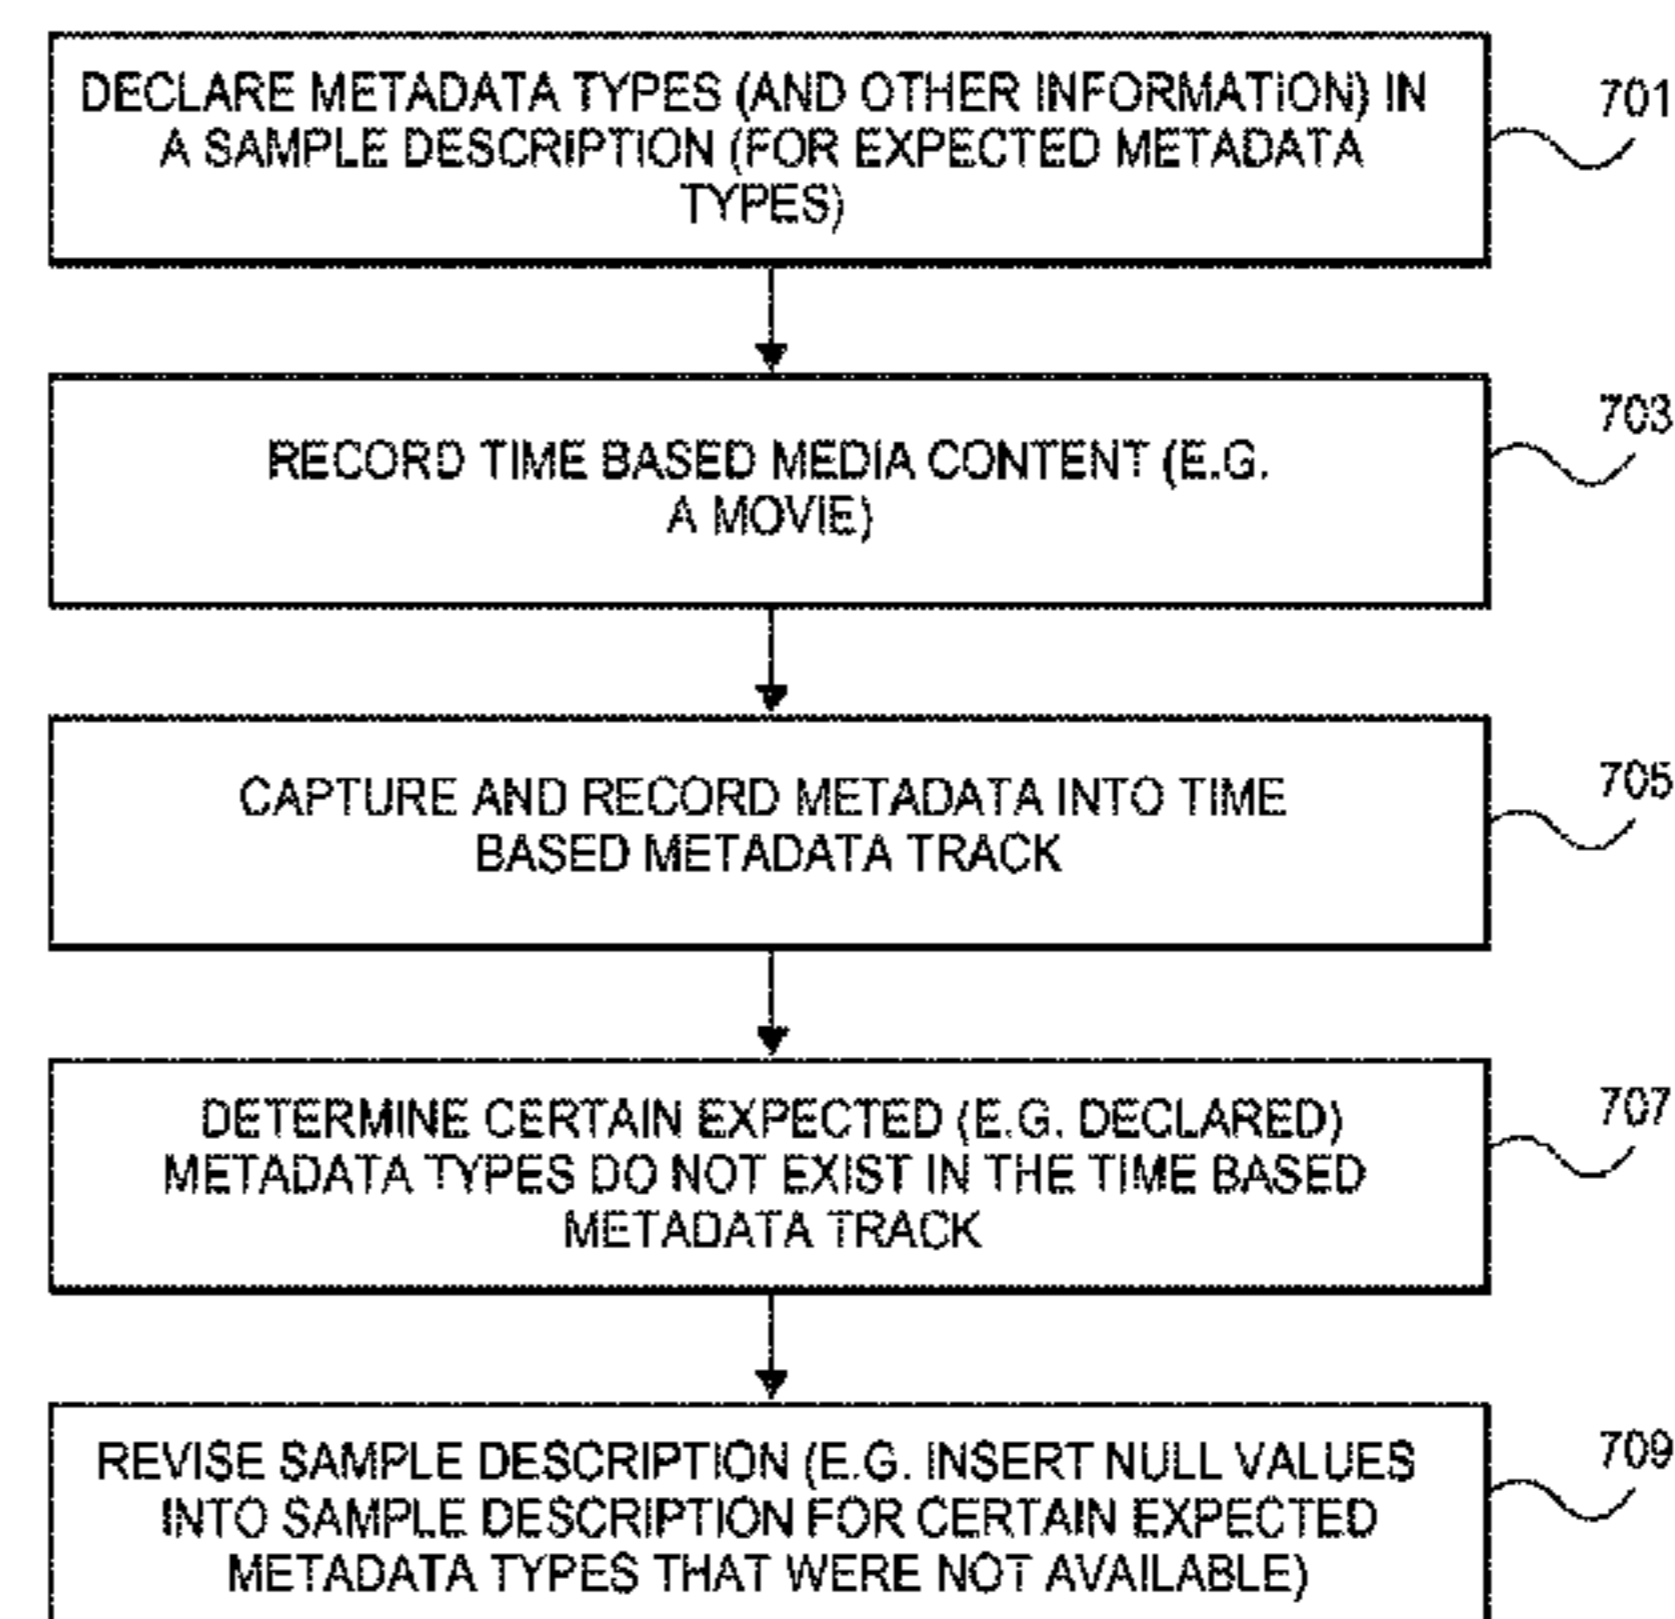 DECLARE METADATA TYPES (AND OTHER INFORMATION) IN
A SAMPLE DESCRIPTION (FOR EXPECTED METADATA
TYPES)
701
RECORD TIME BASED MEDIA CONTENT (E.G.
A MOVIE)
703
CAPTURE AND RECORD METADATA INTO TIME
BASED METADATA TRACK
705
DETERMINE CERTAIN EXPECTED (E.G. DECLARED)
METADATA TYPES DO NOT EXIST IN THE TIME BASED
METADATA TRACK
707
REVISE SAMPLE DESCRIPTION (E.G. INSERT NULL VALUES
INTO SAMPLE DESCRIPTION FOR CERTAIN EXPECTED
METADATA TYPES THAT WERE NOT AVAILABLE)
709